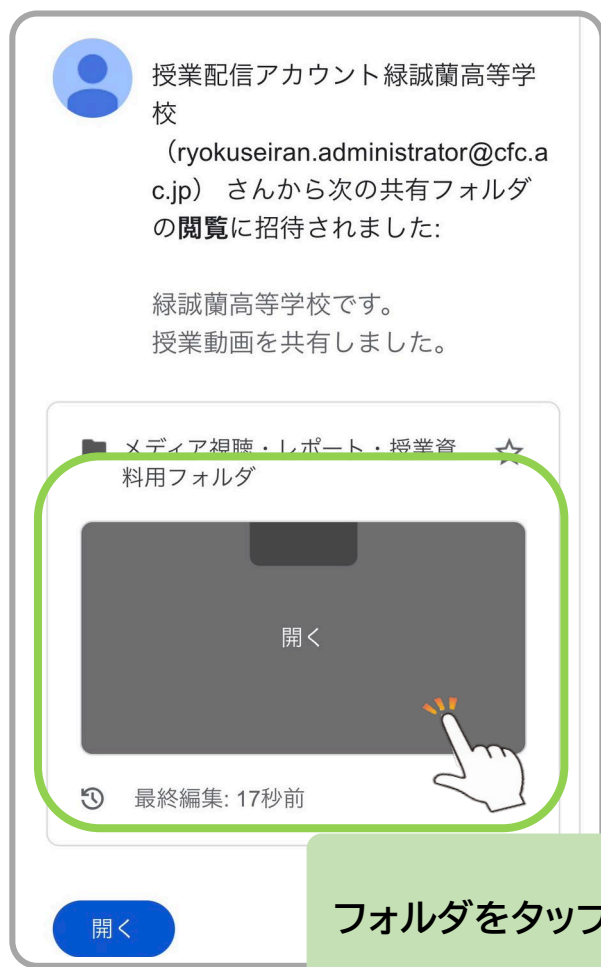 授業配信アカウント緑誠蘭高等学
校
（ryokuseiran.administrator@cfc.a
c.jp） さんから次の共有フォルダ
の閲覧に招待されました:
緑誠蘭高等学校です。
授業動画を共有しました。
メディア視聴・レポート・授業資
料用フォルダ
開く
最終編集: 17秒前
開く
フォルダをタップ